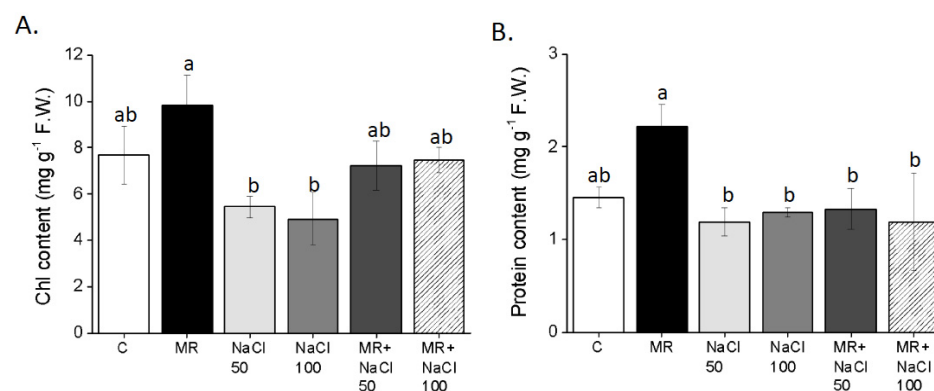 A.
Chl content (mg g⁻¹ F.W.)
12
10
8
6
4
2
0
ab
a
b
b
ab
ab
C
MR
NaCl
50
NaCl
100
MR+
NaCl
50
MR+
NaCl
100
B.
Protein content (mg g⁻¹ F.W.)
3
2
1
0
ab
a
b
b
b
b
C
MR
NaCl
50
NaCl
100
MR+
NaCl
50
MR+
NaCl
100